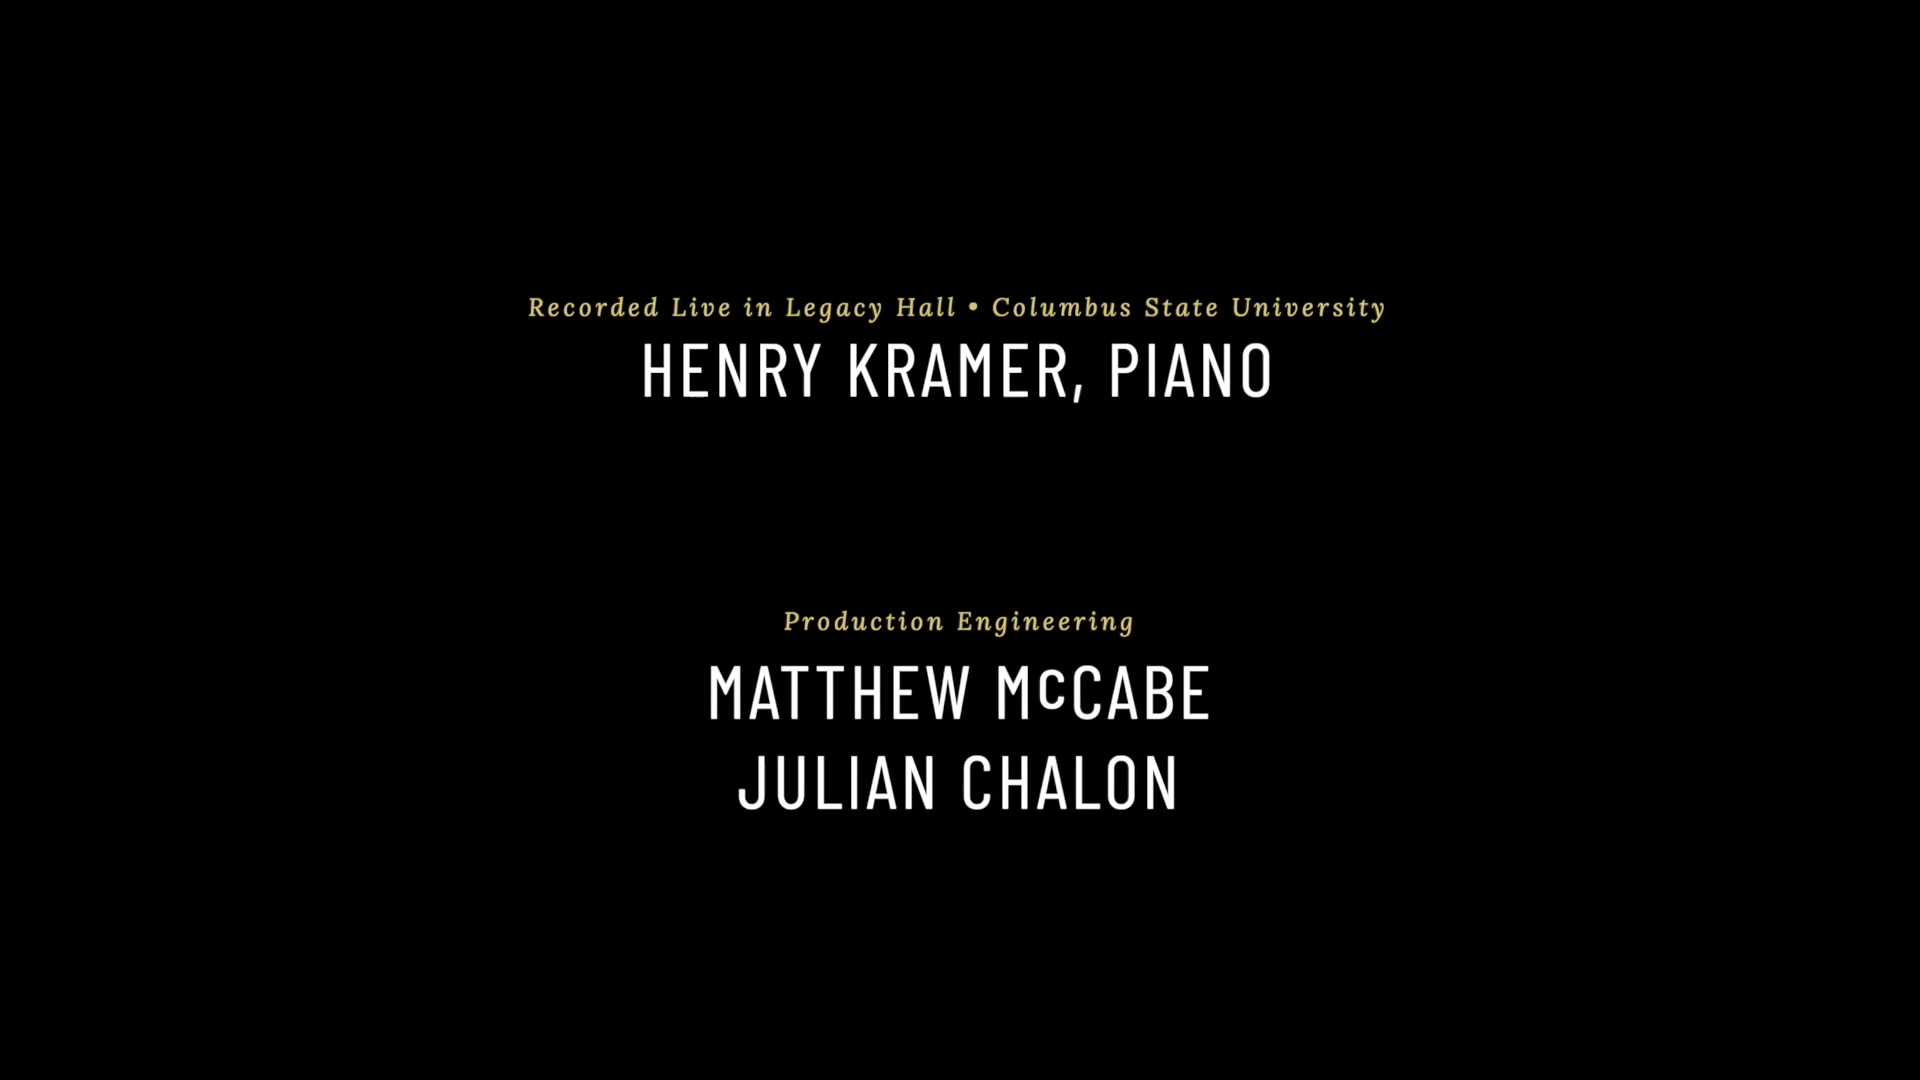 Recorded Live in Legacy Hall • Columbus State University
HENRY KRAMER, PIANO
Production Engineering
MATTHEW McCABE
JULIAN CHALON